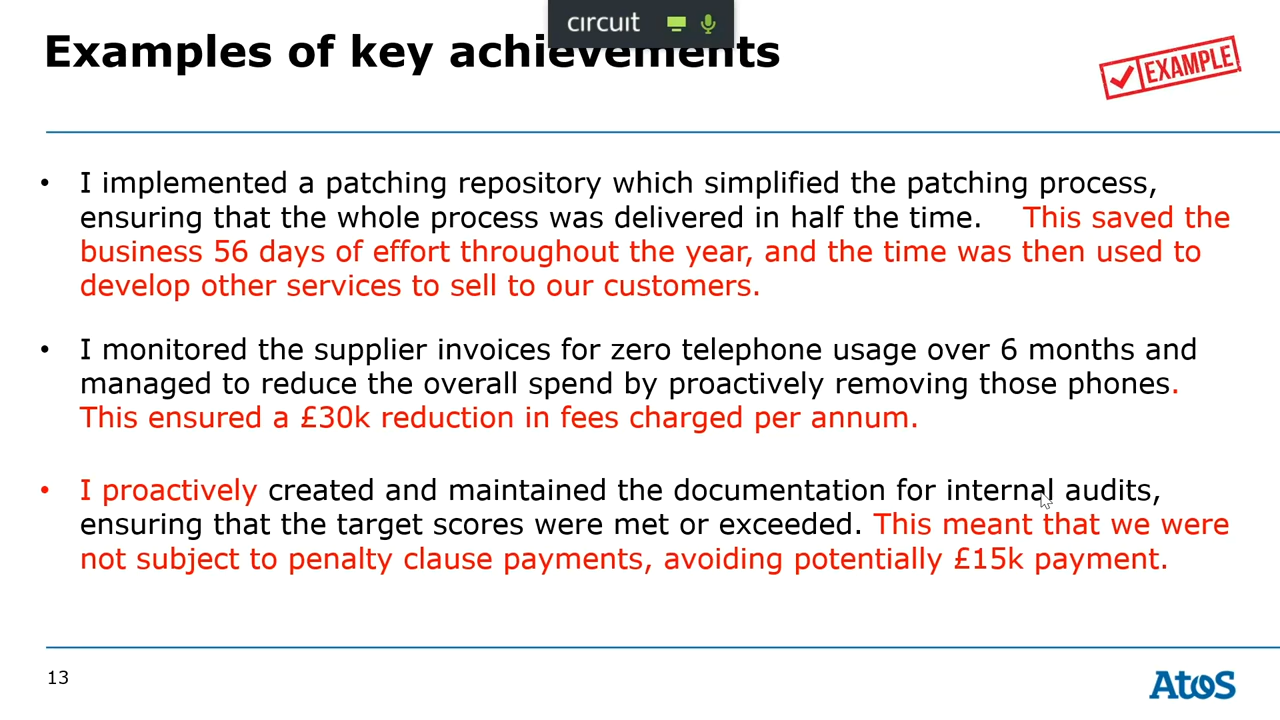 circuit
Examples of key achievements
EXAMPLE
• I implemented a patching repository which simplified the patching process,
ensuring that the whole process was delivered in half the time. This saved the
business 56 days of effort throughout the year, and the time was then used to
develop other services to sell to our customers.
• I monitored the supplier invoices for zero telephone usage over 6 months and
managed to reduce the overall spend by proactively removing those phones.
This ensured a £30k reduction in fees charged per annum.
• I proactively created and maintained the documentation for internal audits,
ensuring that the target scores were met or exceeded. This meant that we were
not subject to penalty clause payments, avoiding potentially £15k payment.
13
Atos